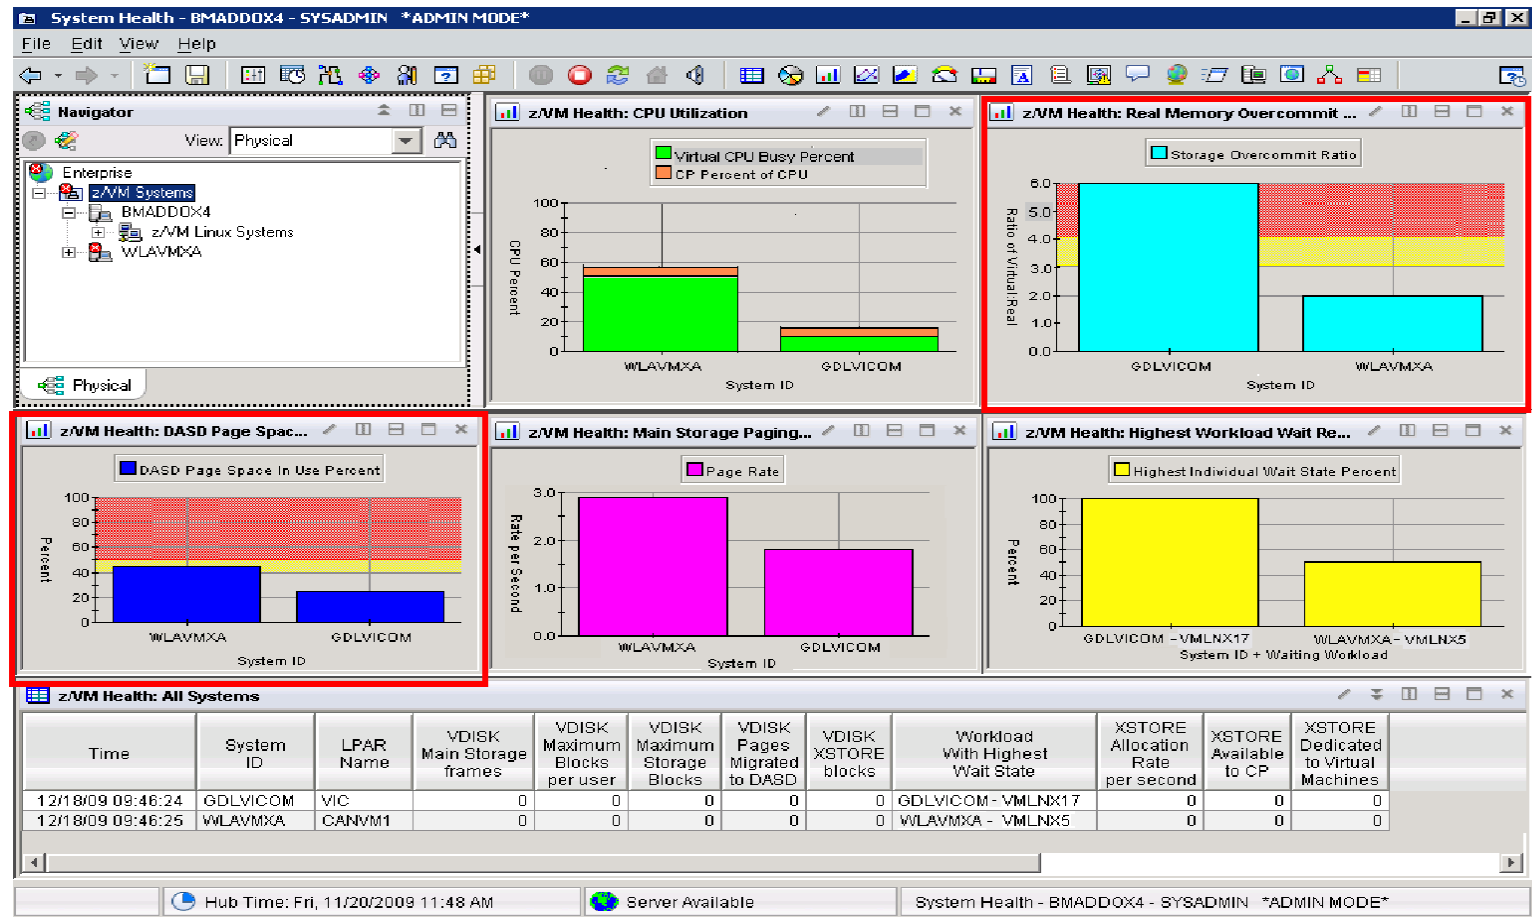 System Health - BMADDOX4 - SYSADMIN *ADMIN MODE*
File Edit View Help
Navigator
View: Physical
Enterprise
z/VM Systems
BMADDOX4
z/VM Linux Systems
WLAVMXA
Physical
z/VM Health: CPU Utilization
Virtual CPU Busy Percent
CP Percent of CPU
CPU Percent
100
80
60
40
20
0
WLAVMXA GDLVICOM
System ID
z/VM Health: Real Memory Overcommit ...
Storage Overcommit Ratio
Ratio of Virtual:Real
6.0
5.0
4.0
3.0
2.0
1.0
0.0
GDLVICOM WLAVMXA
System ID
z/VM Health: DASD Page Spac...
DASD Page Space In Use Percent
Percent
100
80
60
40
20
0
WLAVMXA GDLVICOM
System ID
z/VM Health: Main Storage Paging...
Page Rate
Rate per Second
3.0
2.0
1.0
0.0
WLAVMXA GDLVICOM
System ID
z/VM Health: Highest Workload Wait Re...
Highest Individual Wait State Percent
Percent
100
80
60
40
20
0
GDLVICOM - VMLNX17 WLAVMXA - VMLNX5
System ID + Waiting Workload
z/VM Health: All Systems
Time System ID LPAR Name VDISK Main Storage frames VDISK Maximum Blocks per user VDISK Maximum Storage Blocks VDISK Pages Migrated to DASD VDISK XSTORE blocks Workload With Highest Wait State XSTORE Allocation Rate per second XSTORE Available to CP XSTORE Dedicated to Virtual Machines
12/18/09 09:46:24 GDLVICOM VIC 0 0 0 0 0 GDLVICOM - VMLNX17 0 0 0
12/18/09 09:46:25 WLAVMXA CANVM1 0 0 0 0 0 WLAVMXA - VMLNX5 0 0 0
Hub Time: Fri, 11/20/2009 11:48 AM Server Available System Health - BMADDOX4 - SYSADMIN *ADMIN MODE*